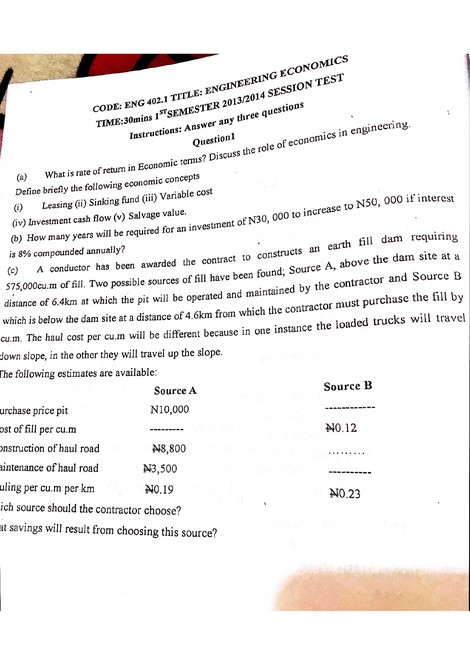 CODE: ENG 402.1 TITLE: ENGINEERING ECONOMICS
TIME:30mins 1ST SEMESTER 2013/2014 SESSION TEST
Instructions: Answer any three questions
Question1
(a) What is rate of return in Economic terms? Discuss the role of economics in engineering.
Define briefly the following economic concepts
(i) Leasing (ii) Sinking fund (iii) Variable cost
(iv) Investment cash flow (v) Salvage value.
(b) How many years will be required for an investment of N30, 000 to increase to N50, 000 if interest
is 8% compounded annually?
(c) A conductor has been awarded the contract to constructs an earth fill dam requiring
575,000cu.m of fill. Two possible sources of fill have been found; Source A, above the dam site at a
distance of 6.4km at which the pit will be operated and maintained by the contractor and Source B
which is below the dam site at a distance of 4.6km from which the contractor must purchase the fill by
cu.m. The haul cost per cu.m will be different because in one instance the loaded trucks will travel
down slope, in the other they will travel up the slope.
The following estimates are available:
Source A Source B
urchase price pit N10,000 ------------
ost of fill per cu.m --------- ₦0.12
onstruction of haul road ₦8,800 .........
aintenance of haul road ₦3,500 ----------
uling per cu.m per km ₦0.19 ₦0.23
ich source should the contractor choose?
at savings will result from choosing this source?